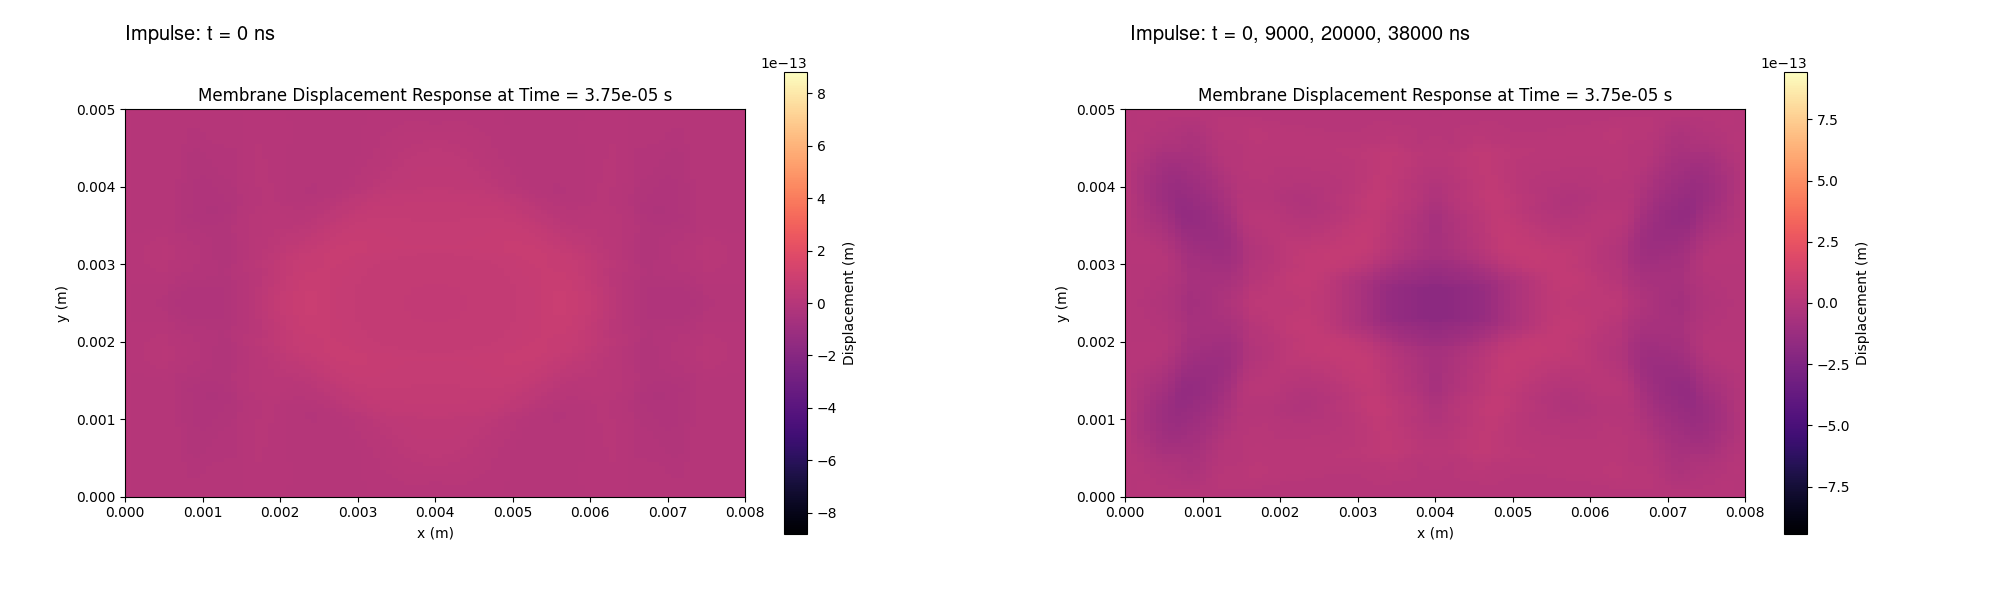 Impulse: t = 0 ns
1e−13
Membrane Displacement Response at Time = 3.75e-05 s
0.005
0.004
0.003
0.002
0.001
0.000
y (m)
0.000 0.001 0.002 0.003 0.004 0.005 0.006 0.007 0.008
x (m)
8
6
4
2
0
−2
−4
−6
−8
Displacement (m)
Impulse: t = 0, 9000, 20000, 38000 ns
1e−13
Membrane Displacement Response at Time = 3.75e-05 s
0.005
0.004
0.003
0.002
0.001
0.000
y (m)
0.000 0.001 0.002 0.003 0.004 0.005 0.006 0.007 0.008
x (m)
7.5
5.0
2.5
0.0
−2.5
−5.0
−7.5
Displacement (m)